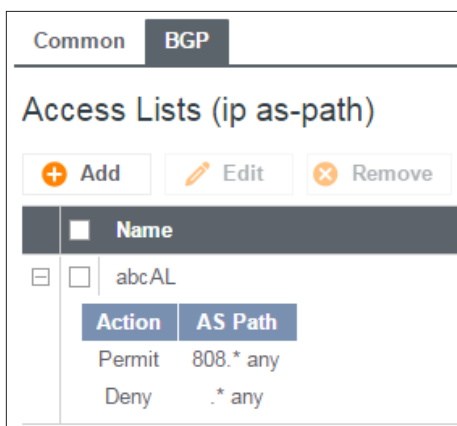 Common BGP
Access Lists (ip as-path)
Add Edit Remove
Name
abcAL
Action AS Path
Permit 808.* any
Deny .* any